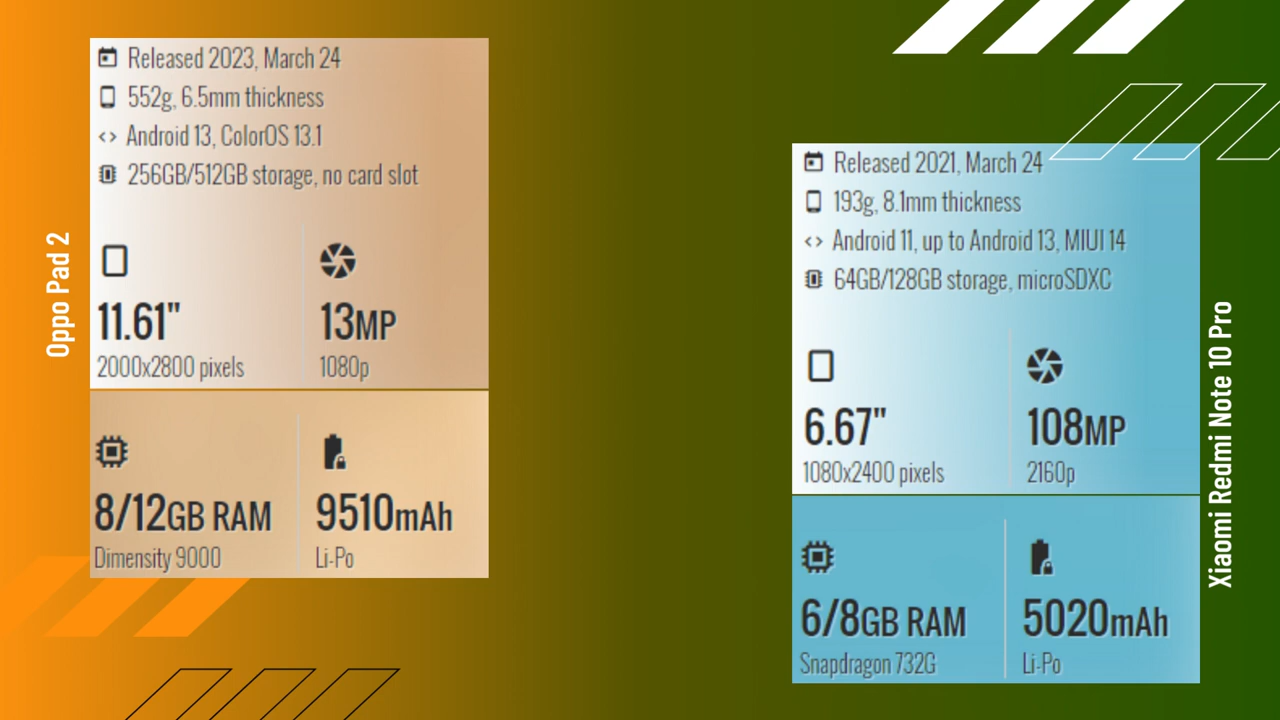 Oppo Pad 2
Released 2023, March 24
552g, 6.5mm thickness
Android 13, ColorOS 13.1
256GB/512GB storage, no card slot
11.61"
2000x2800 pixels
13MP
1080p
8/12GB RAM
Dimensity 9000
9510mAh
Li-Po
Released 2021, March 24
193g, 8.1mm thickness
Android 11, up to Android 13, MIUI 14
64GB/128GB storage, microSDXC
6.67"
1080x2400 pixels
108MP
2160p
6/8GB RAM
Snapdragon 732G
5020mAh
Li-Po
Xiaomi Redmi Note 10 Pro